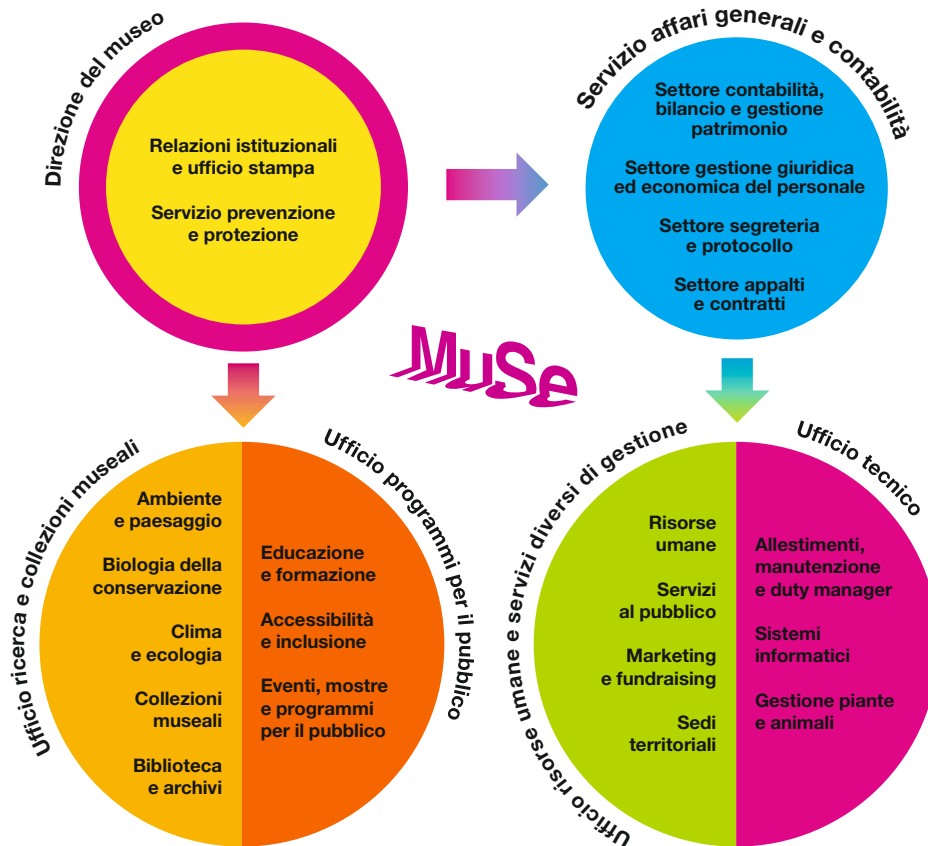 Direzione del museo
Relazioni istituzionali
e ufficio stampa
Servizio prevenzione
e protezione
Servizio affari generali e contabilità
Settore contabilità,
bilancio e gestione
patrimonio
Settore gestione giuridica
ed economica del personale
Settore segreteria
e protocollo
Settore appalti
e contratti
MuSe
Ufficio ricerca e collezioni museali
Ambiente
e paesaggio
Biologia della
conservazione
Clima
e ecologia
Collezioni
museali
Biblioteca
e archivi
Ufficio programmi per il pubblico
Educazione
e formazione
Accessibilità
e inclusione
Eventi, mostre
e programmi
per il pubblico
Ufficio risorse umane e servizi diversi di gestione
Risorse
umane
Servizi
al pubblico
Marketing
e fundraising
Sedi
territoriali
Ufficio tecnico
Allestimenti,
manutenzione
e duty manager
Sistemi
informatici
Gestione piante
e animali